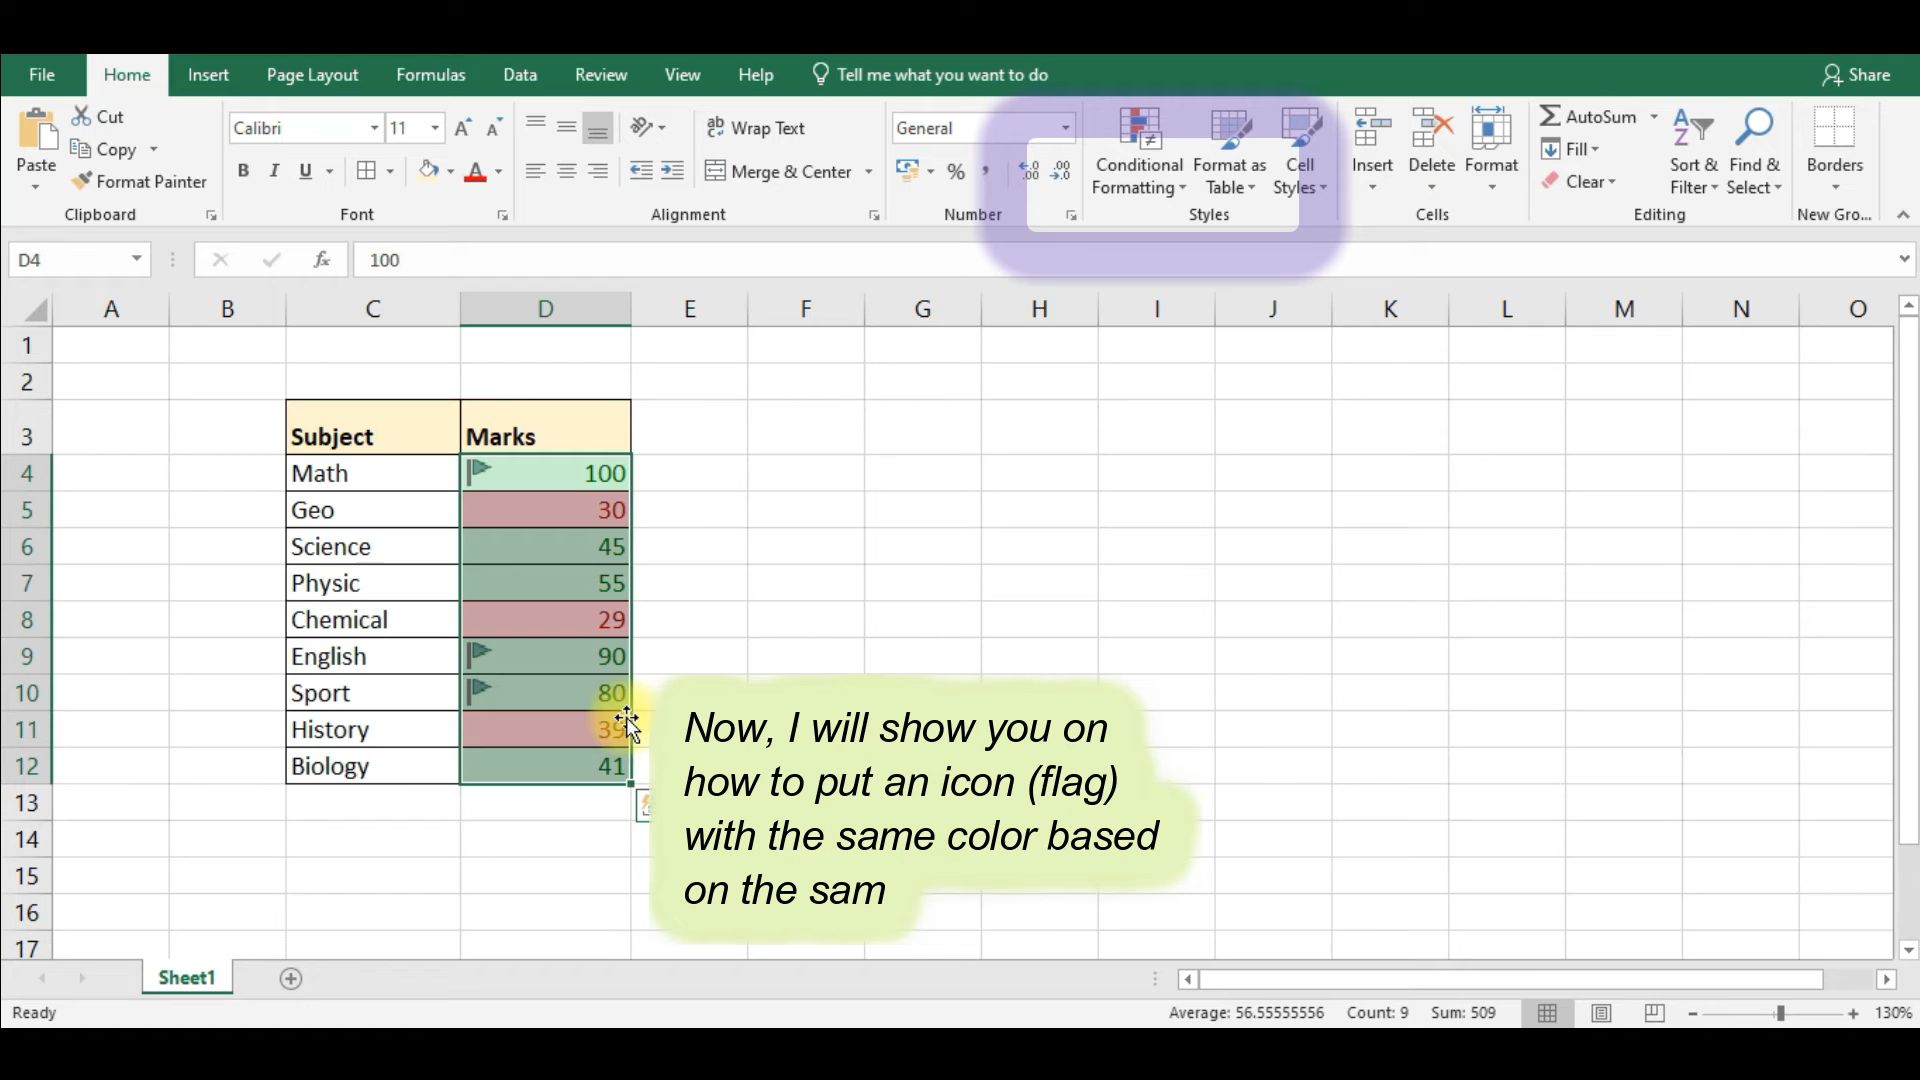 File Home Insert Page Layout Formulas Data Review View Help Tell me what you want to do Share
Paste Cut Copy Format Painter Clipboard
Calibri 11 B I U A Font
ab Wrap Text Merge & Center Alignment
General % , .00 Number
Conditional Formatting Format as Table Cell Styles Styles
Insert Delete Format Cells
AutoSum Fill Clear Sort & Filter Find & Select Editing
Borders New Gro...
D4 fx 100
A B C D E F G H I J K L M N O
1
2
3 Subject Marks
4 Math 100
5 Geo 30
6 Science 45
7 Physic 55
8 Chemical 29
9 English 90
10 Sport 80
11 History 39
12 Biology 41
13
14
15
16
17
Now, I will show you on
how to put an icon (flag)
with the same color based
on the sam
Sheet1
Ready Average: 56.55555556 Count: 9 Sum: 509 130%